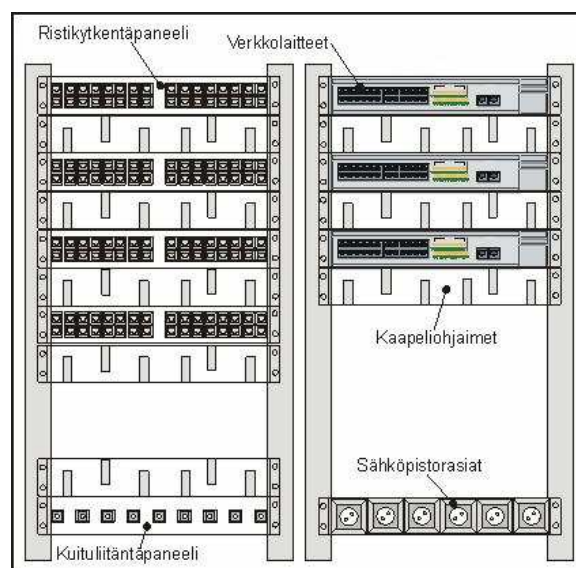 Ristikytkentäpaneeli
Verkkolaitteet
Kaapeliohjaimet
Sähköpistorasiat
Kuituliitäntäpaneeli